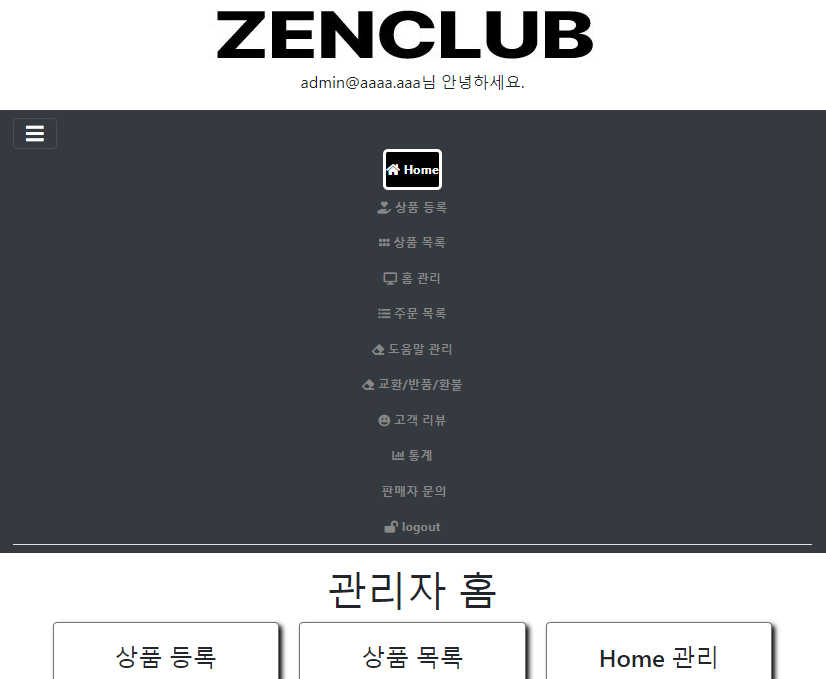 ZENCLUB
admin@aaaa.aaa님 안녕하세요.
Home
상품 등록
상품 목록
홈 관리
주문 목록
도움말 관리
교환/반품/환불
고객 리뷰
통계
판매자 문의
logout
관리자 홈
상품 등록 상품 목록 Home 관리